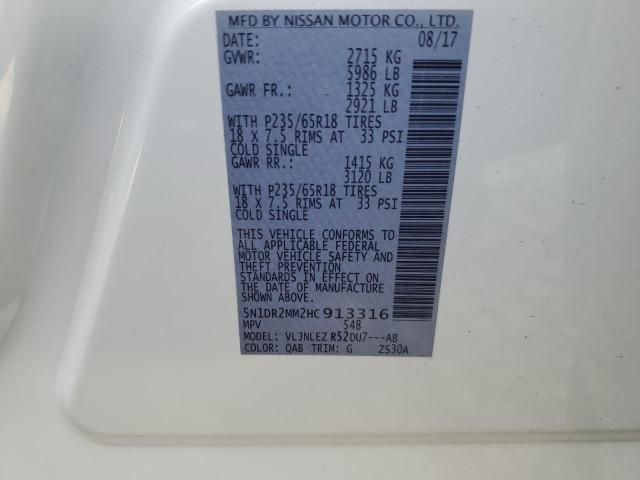 MFD BY NISSAN MOTOR CO., LTD.
DATE: 08/17
GVWR: 2715 KG
5986 LB
GAWR FR.: 1325 KG
2921 LB
WITH P235/65R18 TIRES
18 X 7.5 RIMS AT 33 PSI
COLD SINGLE
GAWR RR.: 1415 KG
3120 LB
WITH P235/65R18 TIRES
18 X 7.5 RIMS AT 33 PSI
COLD SINGLE
THIS VEHICLE CONFORMS TO
ALL APPLICABLE FEDERAL
MOTOR VEHICLE SAFETY AND
THEFT PREVENTION
STANDARDS IN EFFECT ON
THE DATE OF MANUFACTURE
SHOWN ABOVE.
5N1DR2MM2HC913316
MPV 548
MODEL: VLJNLEZ R52DU7---AB
COLOR: QAB TRIM: G ZS30A